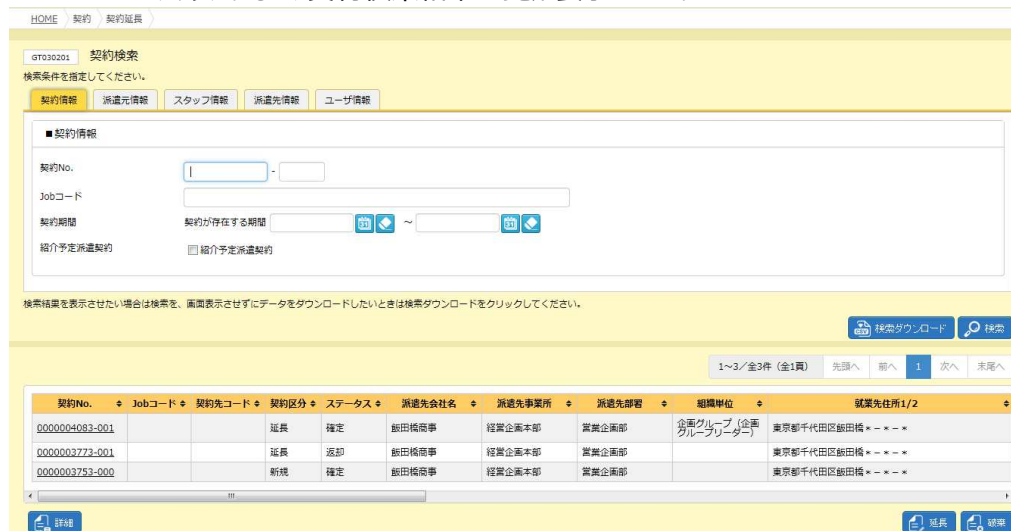 HOME 契約 契約延長
GT030201 契約検索
検索条件を指定してください。
契約情報 派遣元情報 スタッフ情報 派遣先情報 ユーザ情報
■契約情報
契約No. -
Jobコード
契約期間 契約が存在する期間 31 ～ 31
紹介予定派遣契約 紹介予定派遣契約
検索結果を表示させたい場合は検索を、画面表示させずにデータをダウンロードしたいときは検索ダウンロードをクリックしてください。
CSV 検索ダウンロード 検索
1～3／全3件（全1頁） 先頭へ 前へ 1 次へ 末尾へ
契約No. Jobコード 契約先コード 契約区分 ステータス 派遣先会社名 派遣先事業所 派遣先部署 組織単位 就業先住所1/2
0000004083-001 延長 確定 飯田橋商事 経営企画本部 営業企画部 企画グループ（企画グループリーダー） 東京都千代田区飯田橋＊－＊－＊
0000003773-001 延長 返却 飯田橋商事 経営企画本部 営業企画部 東京都千代田区飯田橋＊－＊－＊
0000003753-000 新規 確定 飯田橋商事 経営企画本部 営業企画部 東京都千代田区飯田橋＊－＊－＊
詳細 延長 破棄